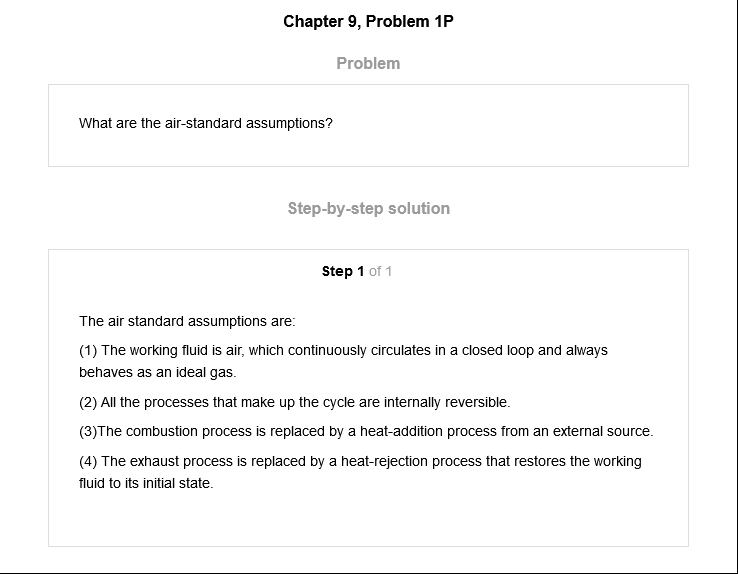 Chapter 9, Problem 1P
Problem
What are the air-standard assumptions?
Step-by-step solution
Step 1 of 1
The air standard assumptions are:
(1) The working fluid is air, which continuously circulates in a closed loop and always
behaves as an ideal gas.
(2) All the processes that make up the cycle are internally reversible.
(3)The combustion process is replaced by a heat-addition process from an external source.
(4) The exhaust process is replaced by a heat-rejection process that restores the working
fluid to its initial state.